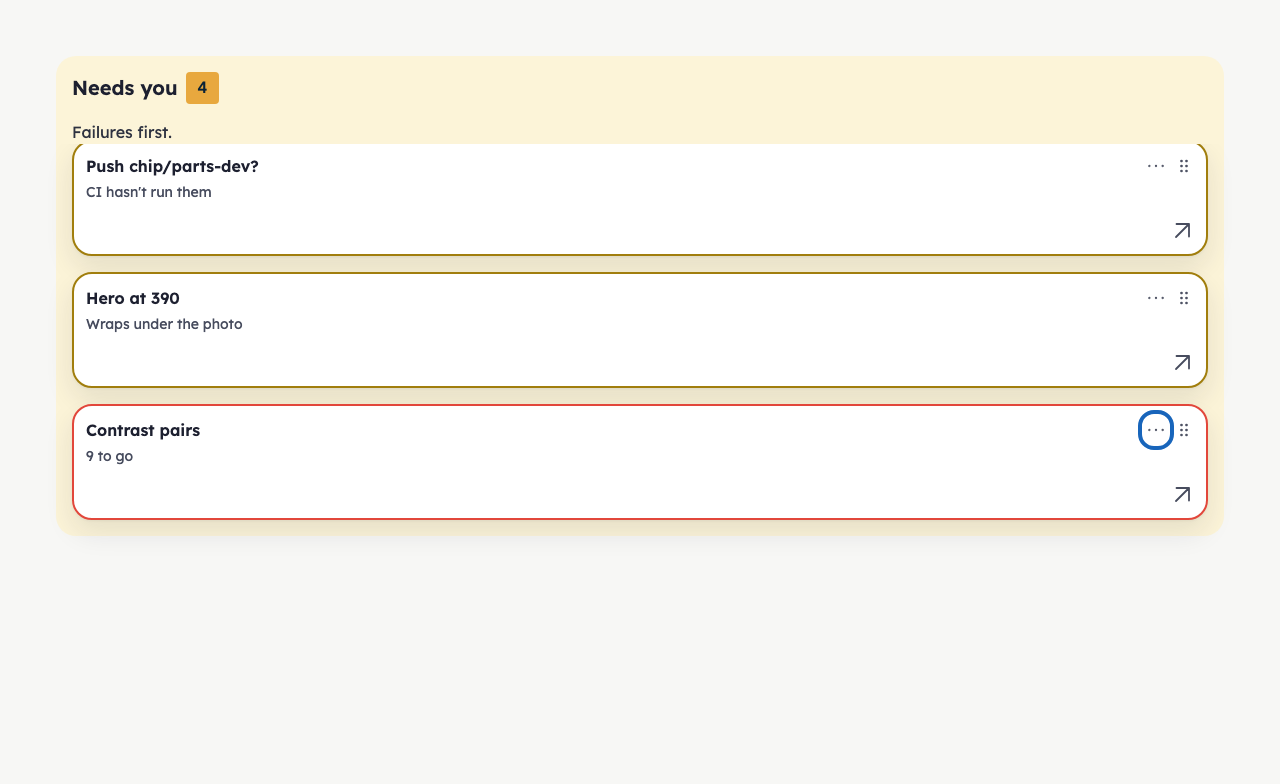 Needs you 4
Failures first.
Push chip/parts-dev?
CI hasn't run them
Hero at 390
Wraps under the photo
Contrast pairs
9 to go